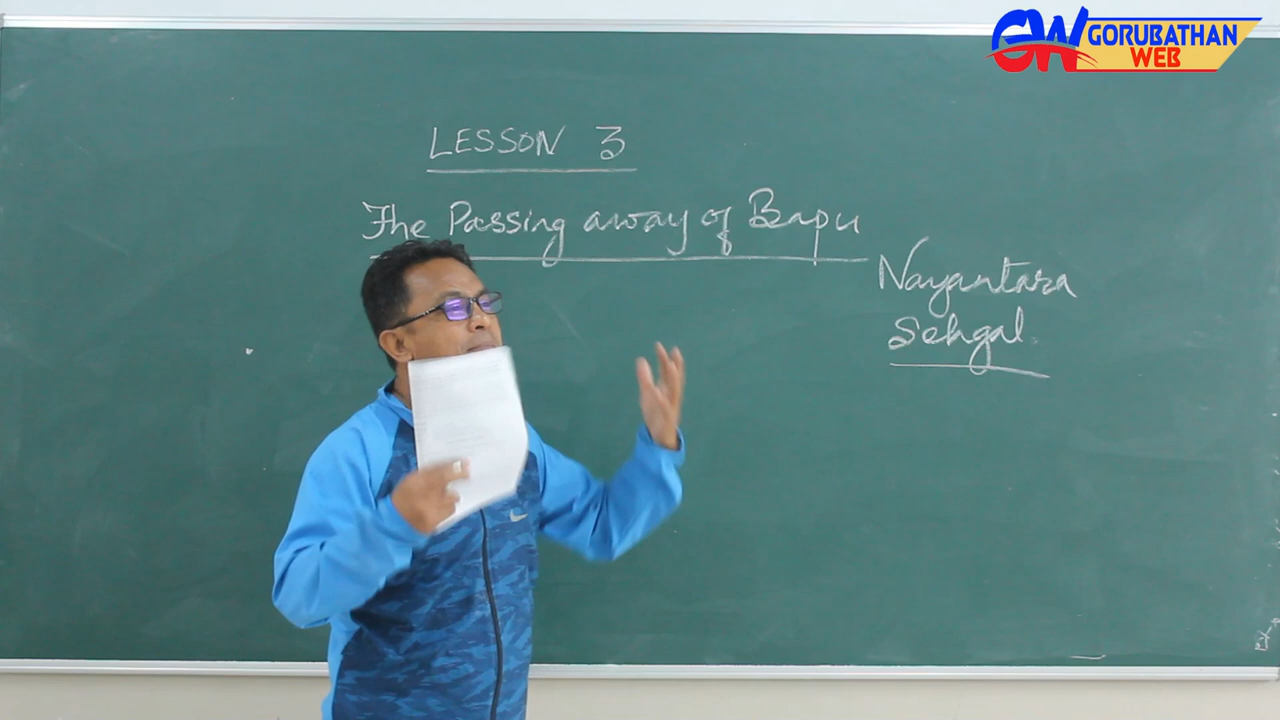 GW GORUBATHAN
WEB
LESSON 3
The Passing away of Bapu
Nayantara
Sehgal